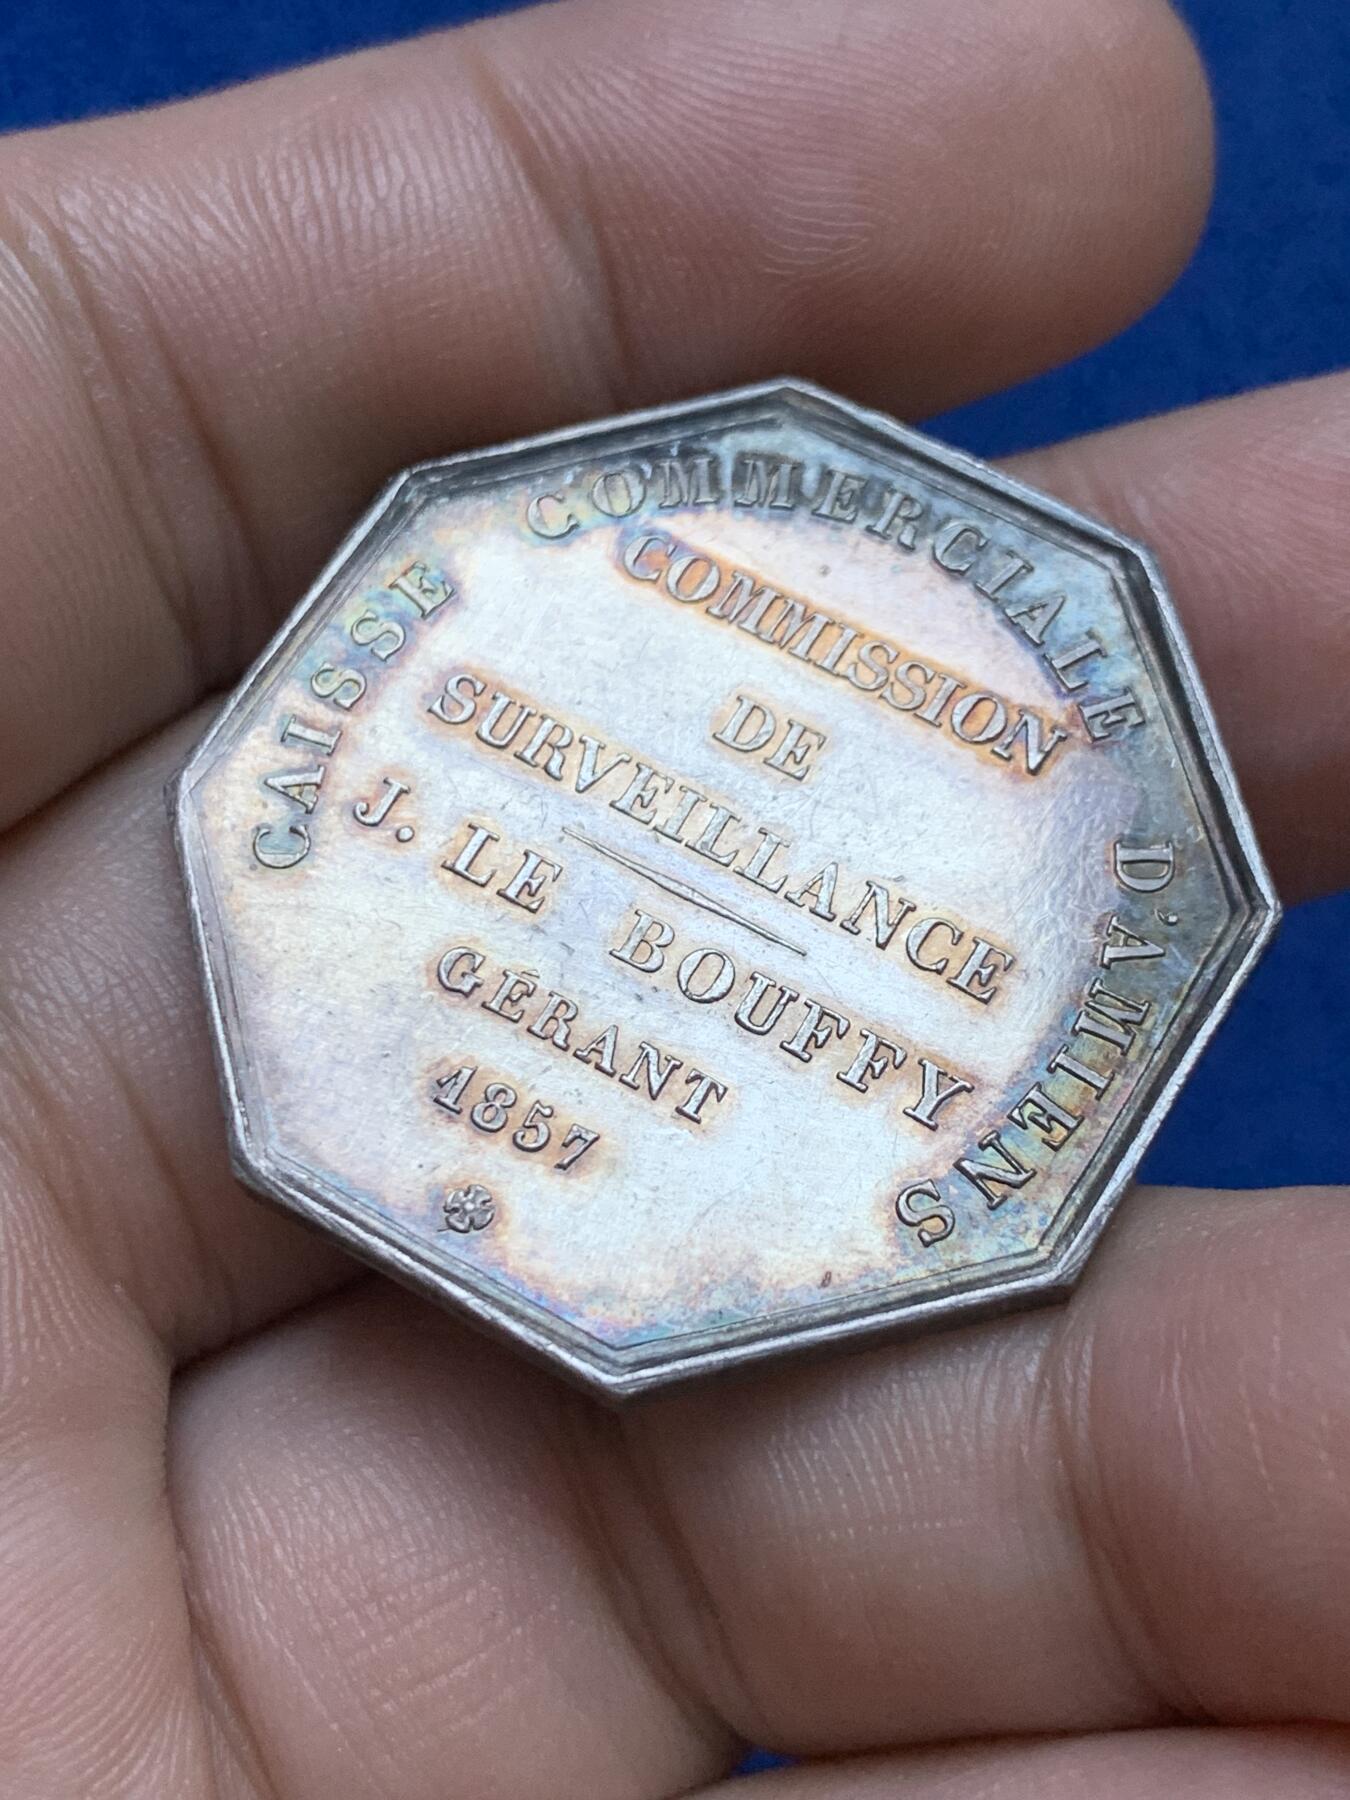 CAISSE COMMERCIALE D'AMIENS
COMMISSION
DE
SURVEILLANCE
J. LE BOUFFY
GÉRANT
1857